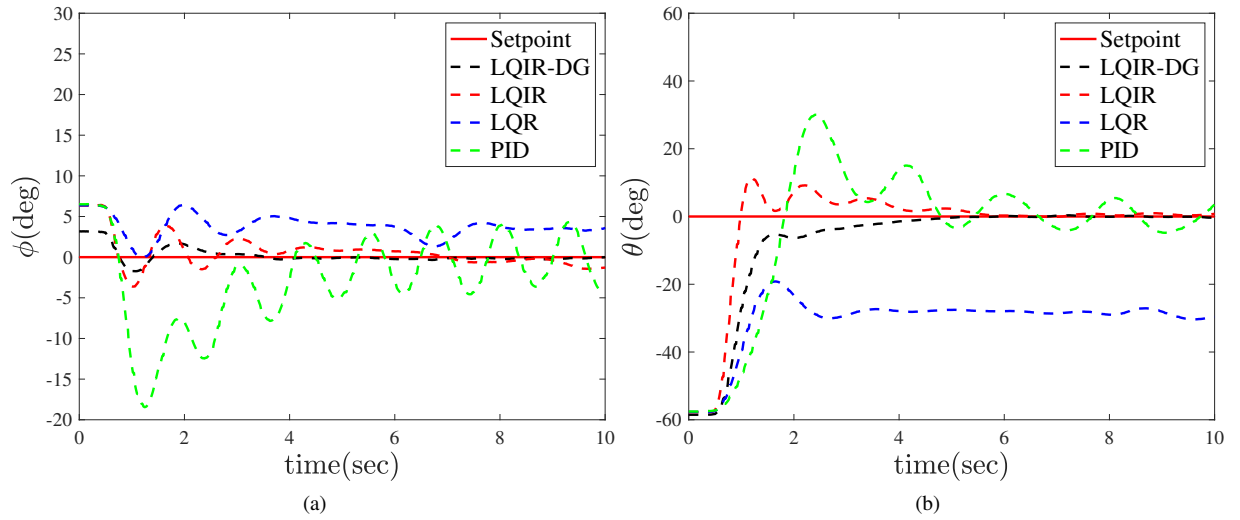 30
25
20
15
10
5
0
-5
-10
-15
-20
ϕ(deg)
0
2
4
6
8
10
time(sec)
Setpoint
LQIR-DG
LQIR
LQR
PID
(a)
60
40
20
0
-20
-40
-60
θ(deg)
0
2
4
6
8
10
time(sec)
Setpoint
LQIR-DG
LQIR
LQR
PID
(b)